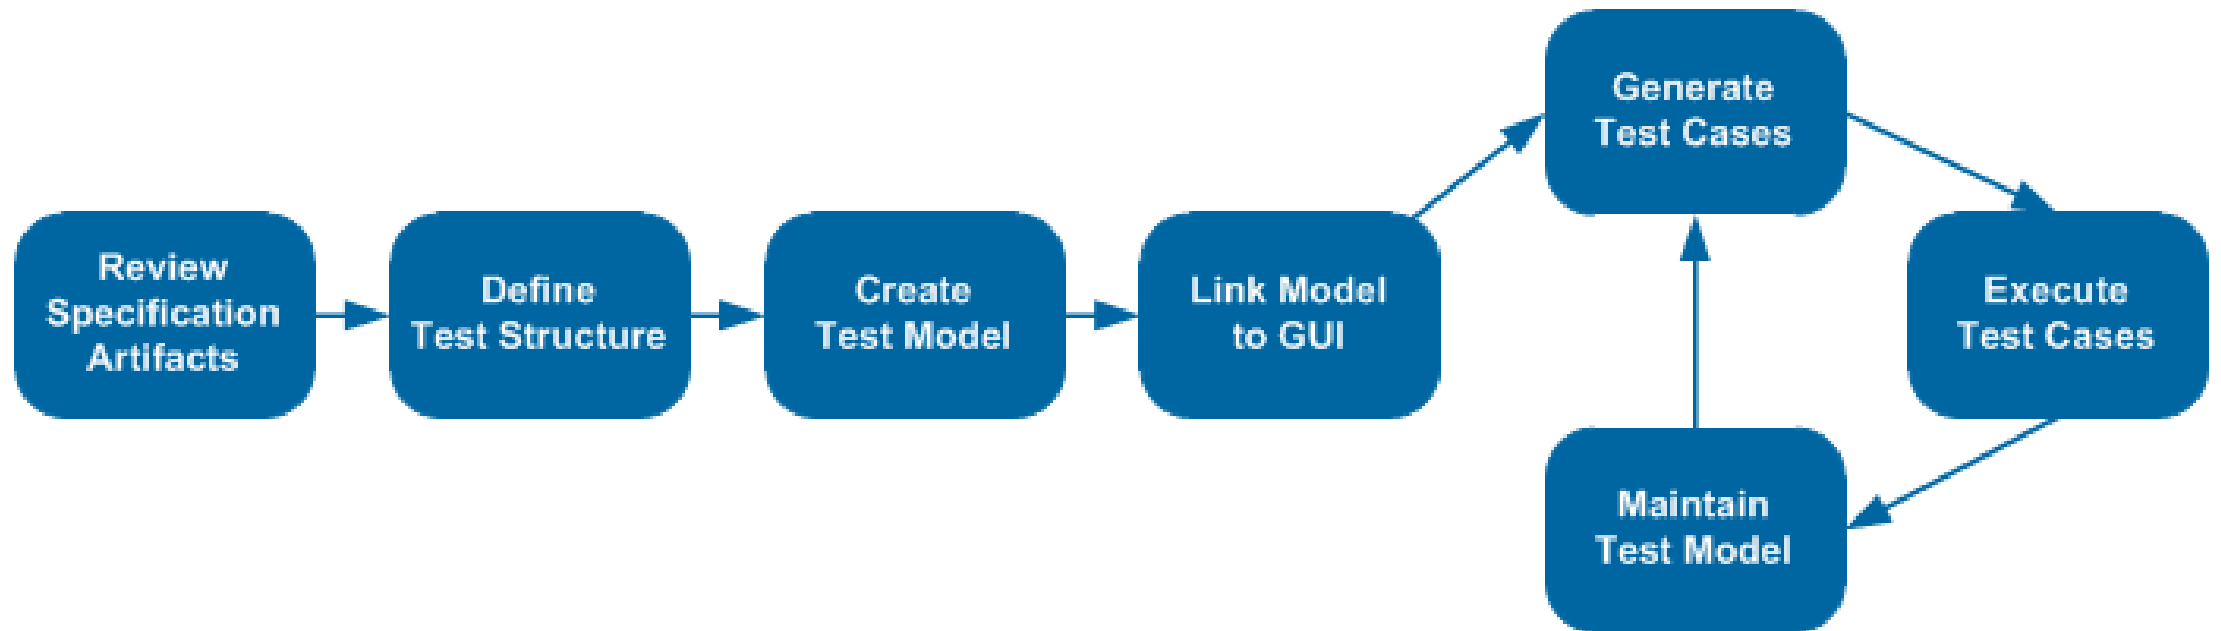 Review
Specification
Artifacts
Define
Test Structure
Create
Test Model
Link Model
to GUI
Generate
Test Cases
Execute
Test Cases
Maintain
Test Model